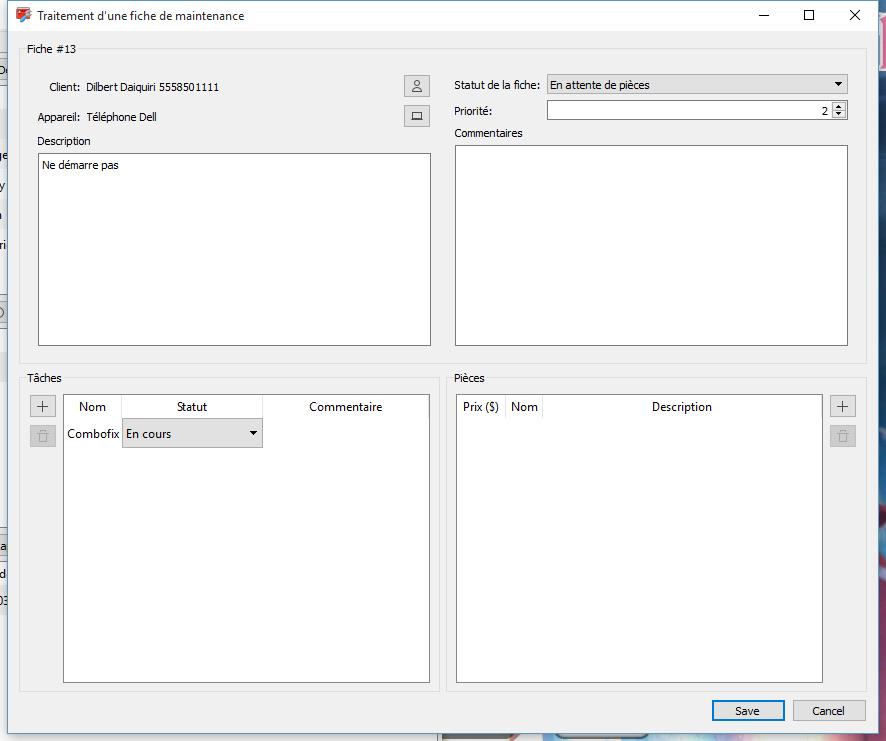 Traitement d'une fiche de maintenance
Fiche #13
Client: Dilbert Daiquiri 5558501111
Appareil: Téléphone Dell
Description
Ne démarre pas
Statut de la fiche: En attente de pièces
Priorité: 2
Commentaires
Tâches
Nom Statut Commentaire
Combofix En cours
Pièces
Prix ($) Nom Description
Save Cancel